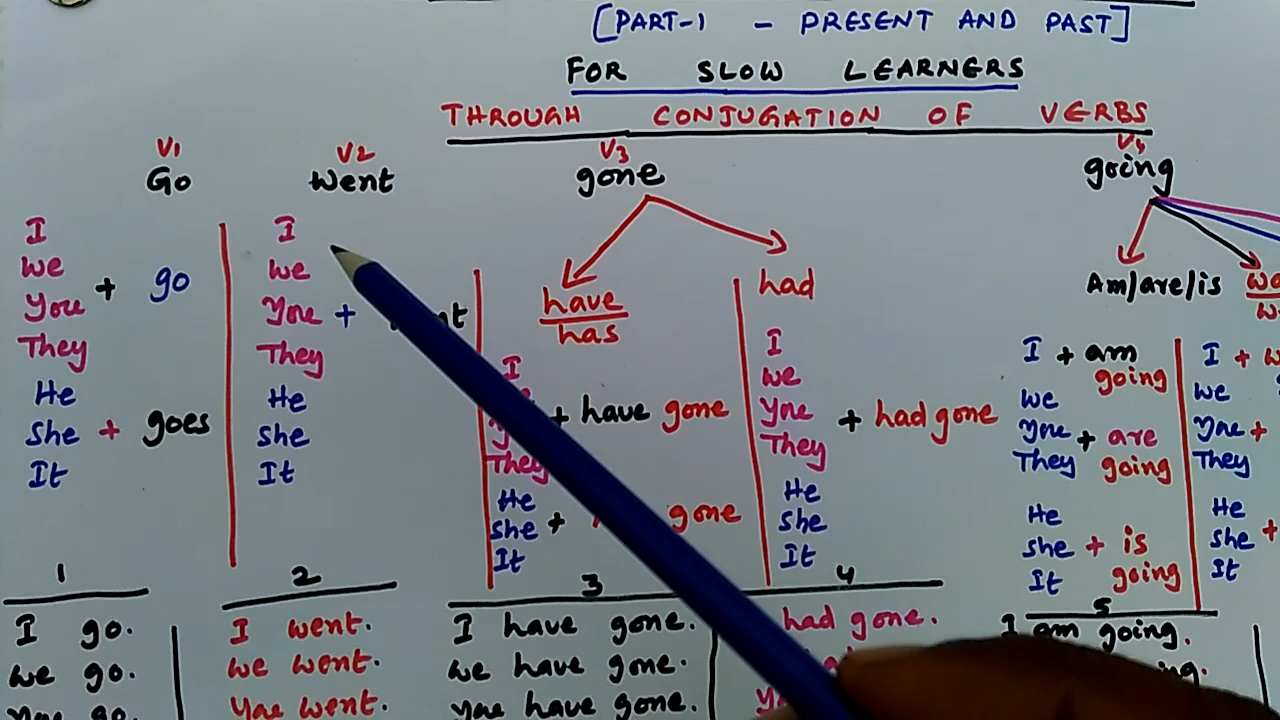 [PART-1 - PRESENT AND PAST]
FOR SLOW LEARNERS
THROUGH CONJUGATION OF VERBS
V1
Go
I
We
You + go
They
He
She + goes
It
V2
Went
I
We
You +
They
He
She
It
V3
gone
have
has
I
+ have gone
They
He
She + gone
It
had
I
We
You
They + had gone
He
She
It
going
Am/are/is
I + am
going
We
You + are
They going
He
She + is
It going
I +
We
You +
They
He
She +
It
1
I go.
We go.
You go.
2
I went.
We went.
You went.
3
I have gone.
We have gone.
You have gone.
4
had gone.
5
I am going.